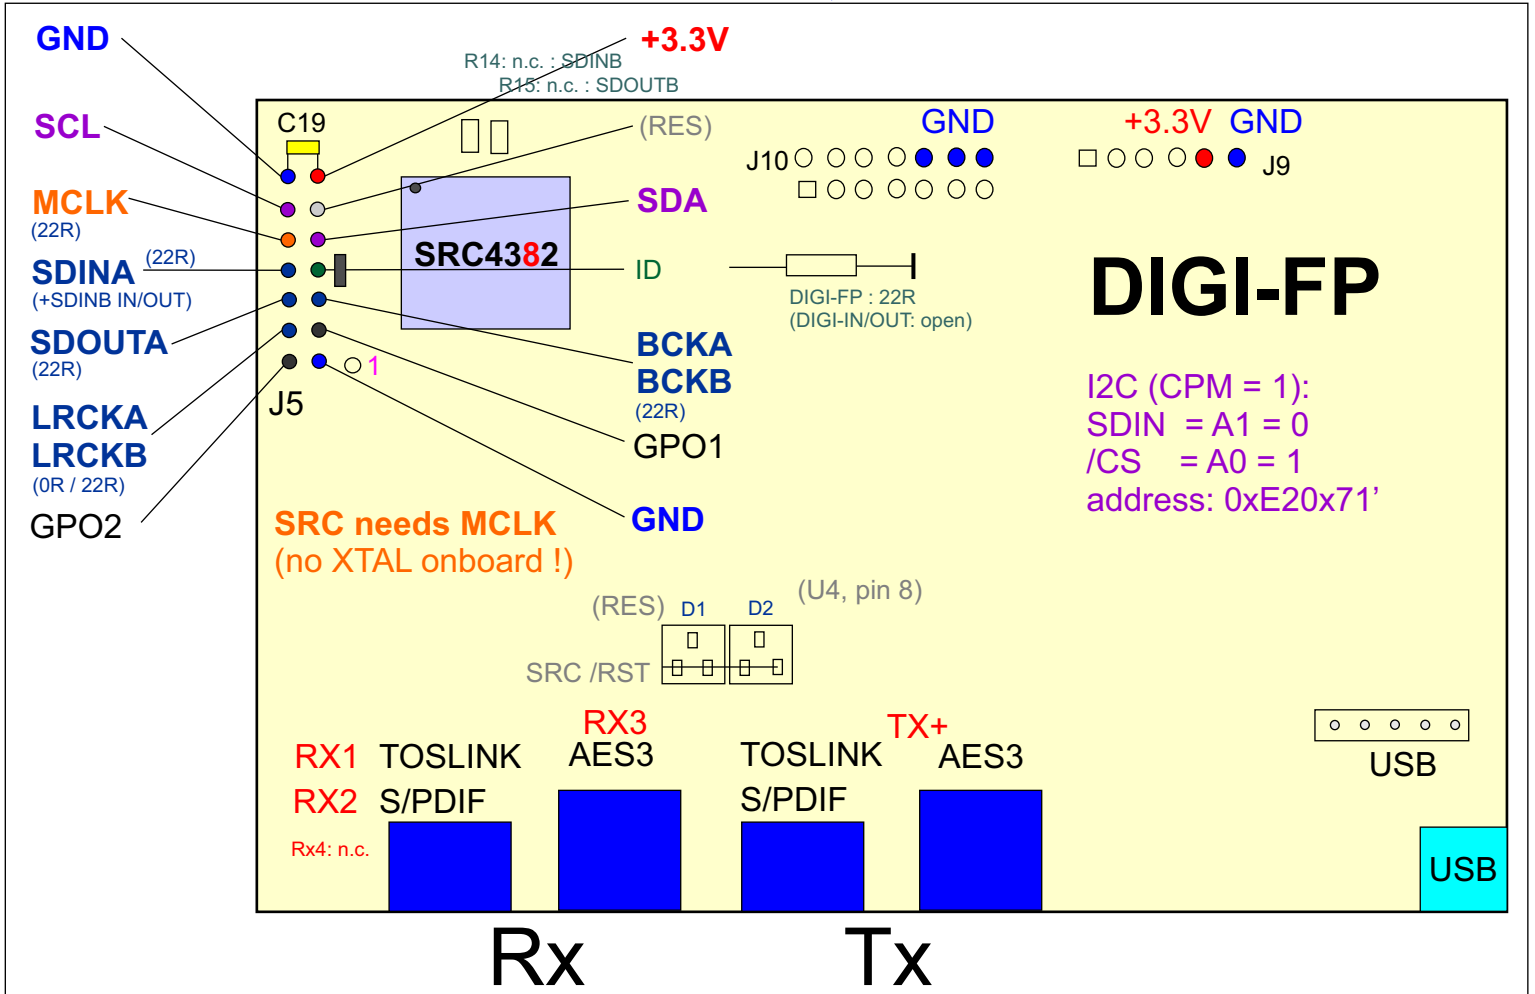 GND
+3.3V
R14: n.c. : SDINB
R15: n.c. : SDOUTB
SCL
C19
(RES)
GND
+3.3V GND
J10
J9
MCLK
(22R)
SDA
SRC4382
SDINA (22R)
(+SDINB IN/OUT)
ID
DIGI-FP
DIGI-FP : 22R
(DIGI-IN/OUT: open)
SDOUTA
(22R)
BCKA
BCKB
(22R)
1
J5
I2C (CPM = 1):
SDIN = A1 = 0
/CS = A0 = 1
address: 0xE20x71’
LRCKA
LRCKB
(0R / 22R)
GPO1
GPO2
GND
SRC needs MCLK
(no XTAL onboard !)
(RES) D1 D2 (U4, pin 8)
SRC /RST
RX3
TX+
RX1 TOSLINK AES3 TOSLINK AES3
RX2 S/PDIF S/PDIF
Rx4: n.c.
USB
USB
Rx Tx